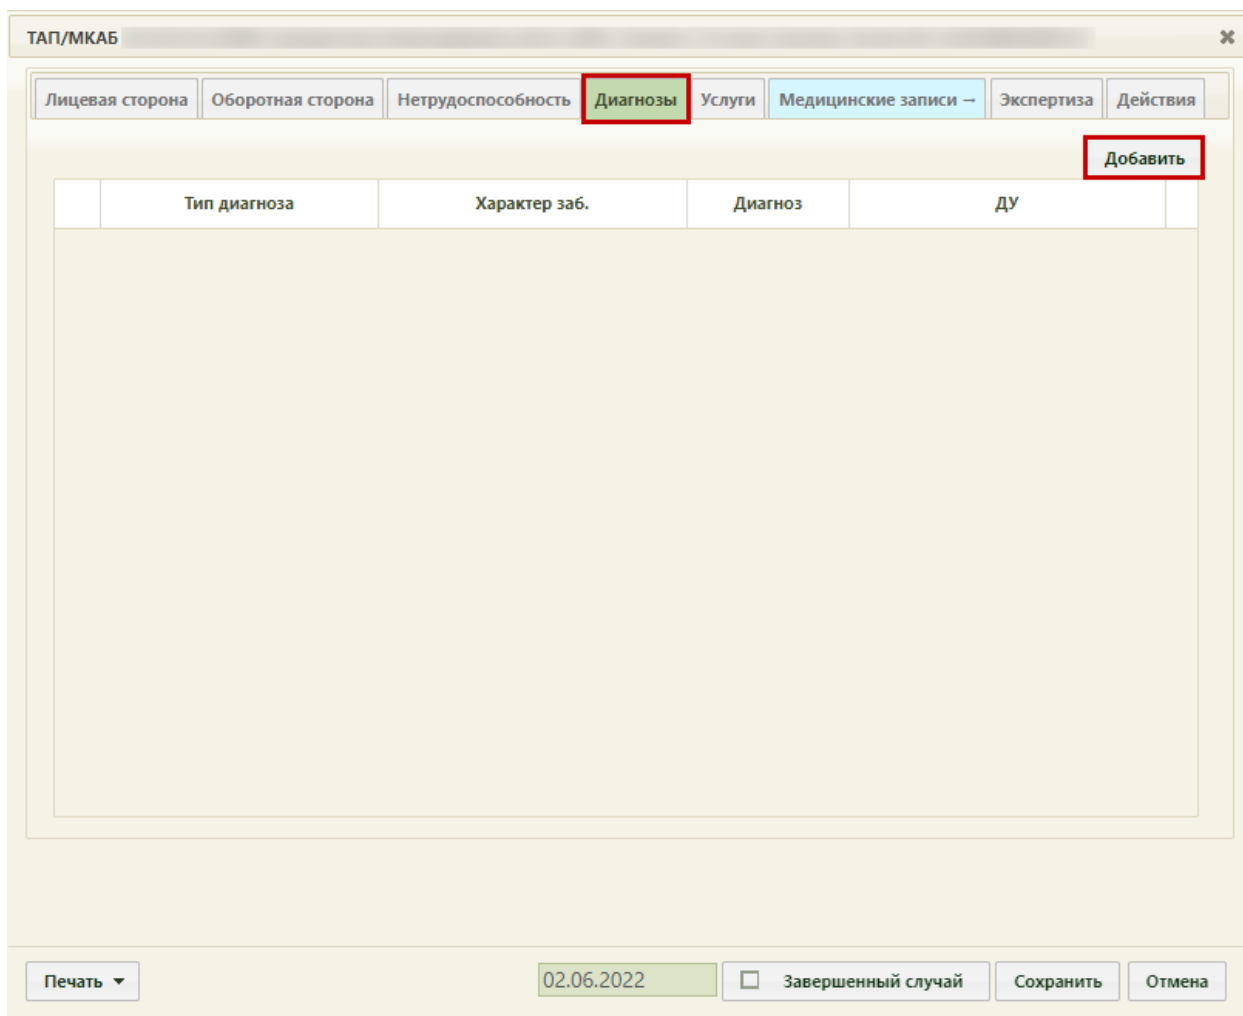 ТАП/МКАБ
Лицевая сторона Оборотная сторона Нетрудоспособность Диагнозы Услуги Медицинские записи → Экспертиза Действия
Добавить
Тип диагноза Характер заб. Диагноз ДУ
Печать 02.06.2022 Завершенный случай Сохранить Отмена